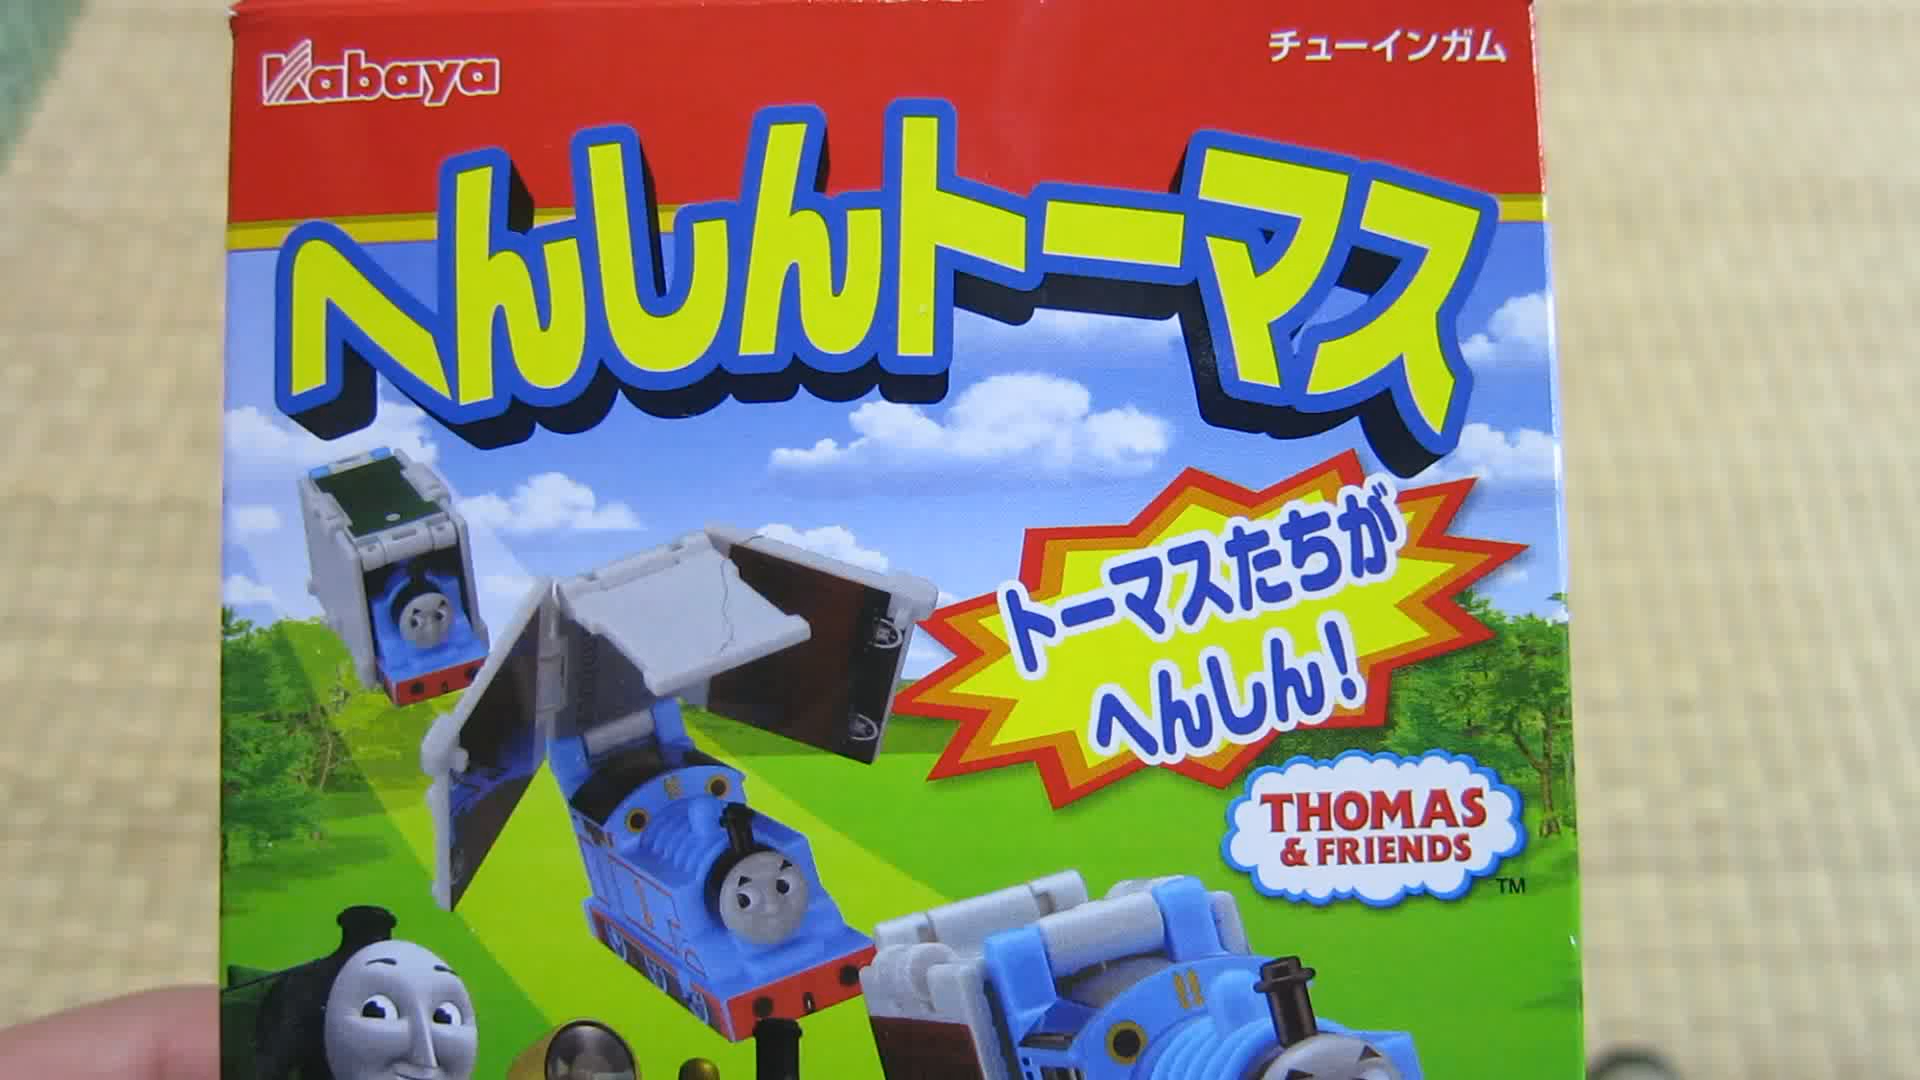 Kabaya
チューインガム
へんしんトーマス
トーマスたちが
へんしん!
THOMAS
& FRIENDS
TM